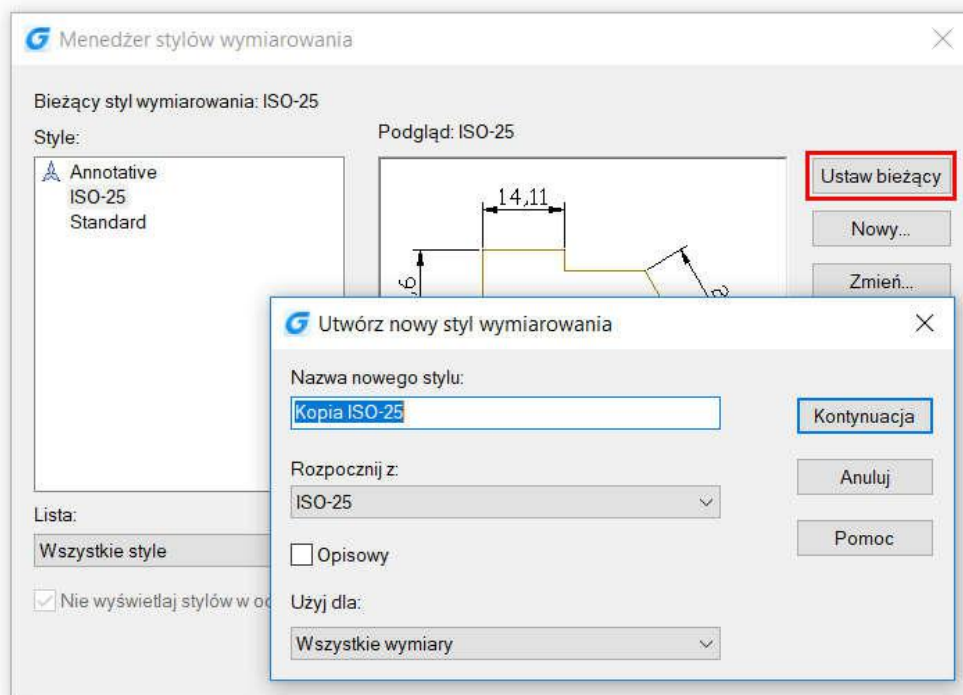 Menedżer stylów wymiarowania
Bieżący styl wymiarowania: ISO-25
Style:
Podgląd: ISO-25
Annotative
ISO-25
Standard
14,11
Ustaw bieżący
Nowy...
Zmień...
Utwórz nowy styl wymiarowania
Nazwa nowego stylu:
Kopia ISO-25
Kontynuacja
Rozpocznij z:
ISO-25
Anuluj
Opisowy
Pomoc
Użyj dla:
Wszystkie wymiary
Lista:
Wszystkie style
Nie wyświetlaj stylów w